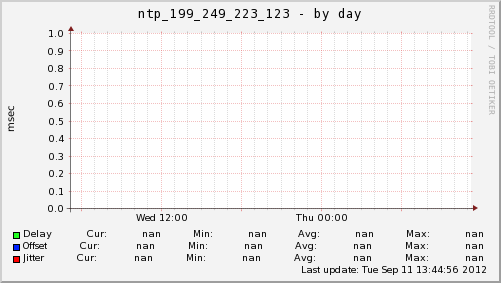 ntp_199_249_223_123 - by day
RRDTOOL / TOBI OETIKER
msec
1.0
0.9
0.8
0.7
0.6
0.5
0.4
0.3
0.2
0.1
0.0
Wed 12:00 Thu 00:00
Delay Cur: nan Min: nan Avg: nan Max: nan
Offset Cur: nan Min: nan Avg: nan Max: nan
Jitter Cur: nan Min: nan Avg: nan Max: nan
Last update: Tue Sep 11 13:44:56 2012